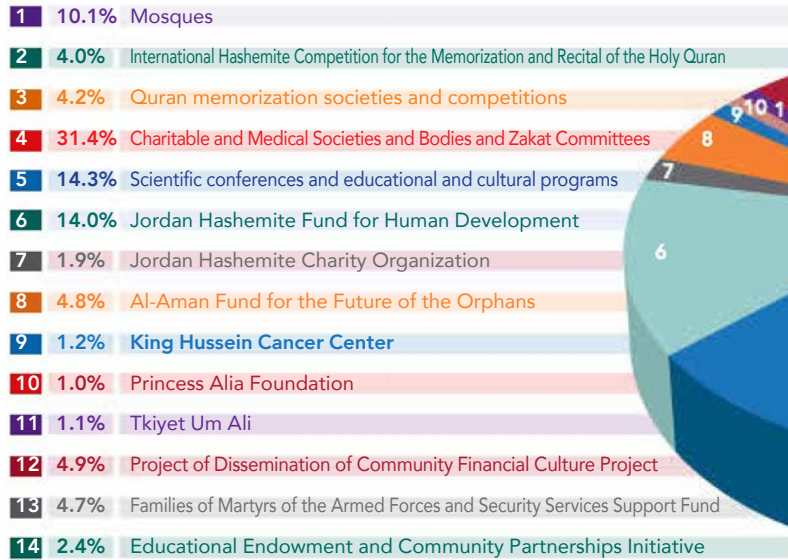 1 10.1% Mosques
2 4.0% International Hashemite Competition for the Memorization and Recital of the Holy Quran
3 4.2% Quran memorization societies and competitions
4 31.4% Charitable and Medical Societies and Bodies and Zakat Committees
5 14.3% Scientific conferences and educational and cultural programs
6 14.0% Jordan Hashemite Fund for Human Development
7 1.9% Jordan Hashemite Charity Organization
8 4.8% Al-Aman Fund for the Future of the Orphans
9 1.2% King Hussein Cancer Center
10 1.0% Princess Alia Foundation
11 1.1% Tkiyet Um Ali
12 4.9% Project of Dissemination of Community Financial Culture Project
13 4.7% Families of Martyrs of the Armed Forces and Security Services Support Fund
14 2.4% Educational Endowment and Community Partnerships Initiative
10 1
9
8
7
6